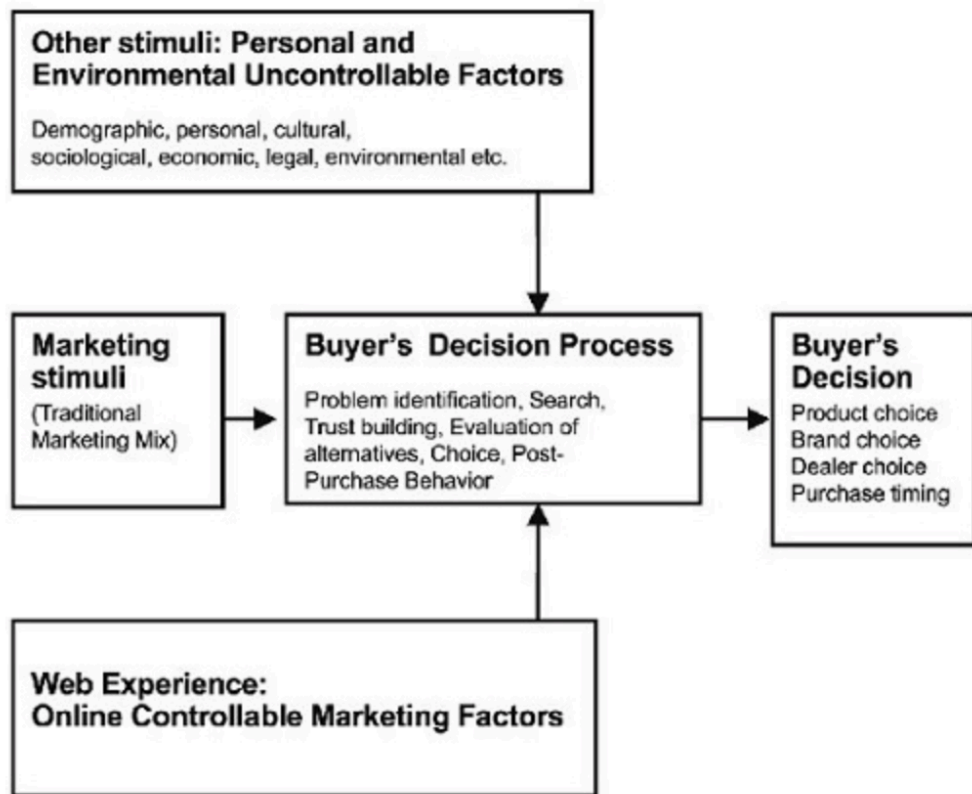 Other stimuli: Personal and
Environmental Uncontrollable Factors
Demographic, personal, cultural,
sociological, economic, legal, environmental etc.
Marketing
stimuli
(Traditional
Marketing Mix)
Buyer's Decision Process
Problem identification, Search,
Trust building, Evaluation of
alternatives, Choice, Post-
Purchase Behavior
Buyer's
Decision
Product choice
Brand choice
Dealer choice
Purchase timing
Web Experience:
Online Controllable Marketing Factors